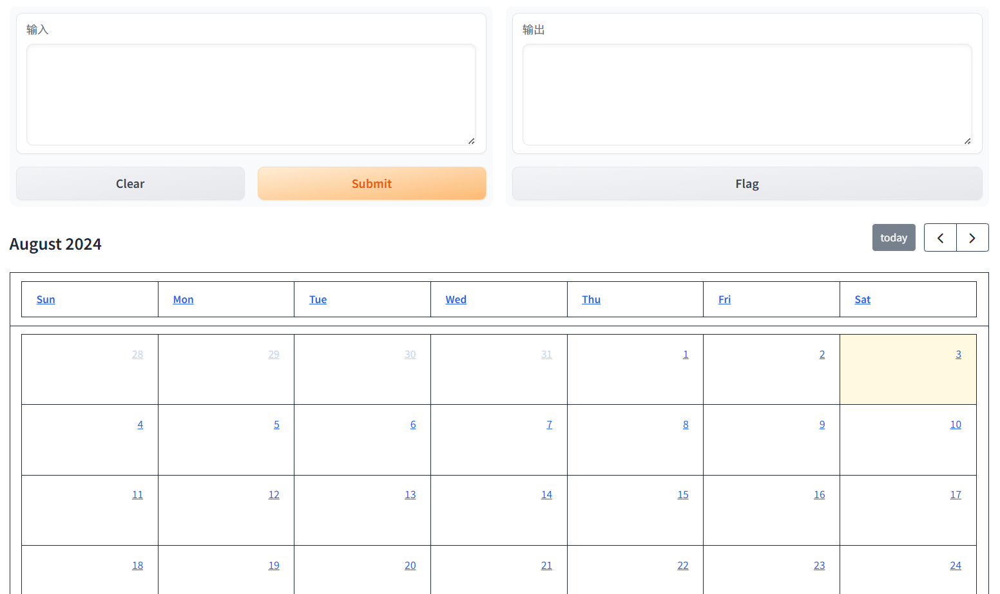 输入
输出
Clear
Submit
Flag
August 2024
today
Sun Mon Tue Wed Thu Fri Sat
28 29 30 31 1 2 3
4 5 6 7 8 9 10
11 12 13 14 15 16 17
18 19 20 21 22 23 24